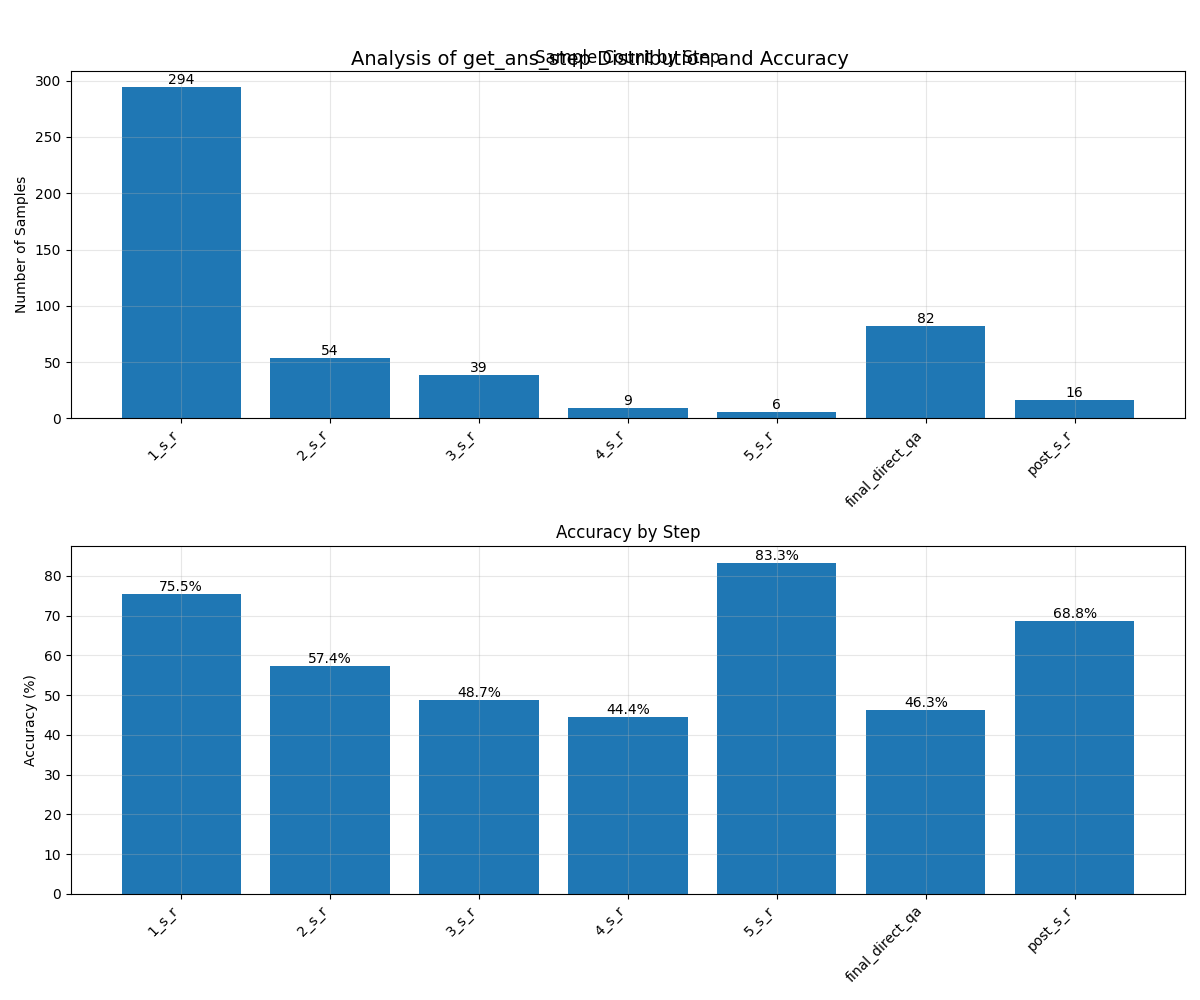 Analysis of get_ans_step Distribution and Accuracy
Sample Count by Step
300
250
200
150
100
50
0
Number of Samples
294
54
39
9
6
82
16
1_s_r
2_s_r
3_s_r
4_s_r
5_s_r
final_direct_qa
post_s_r
Accuracy by Step
80
70
60
50
40
30
20
10
0
Accuracy (%)
75.5%
57.4%
48.7%
44.4%
83.3%
46.3%
68.8%
1_s_r
2_s_r
3_s_r
4_s_r
5_s_r
final_direct_qa
post_s_r